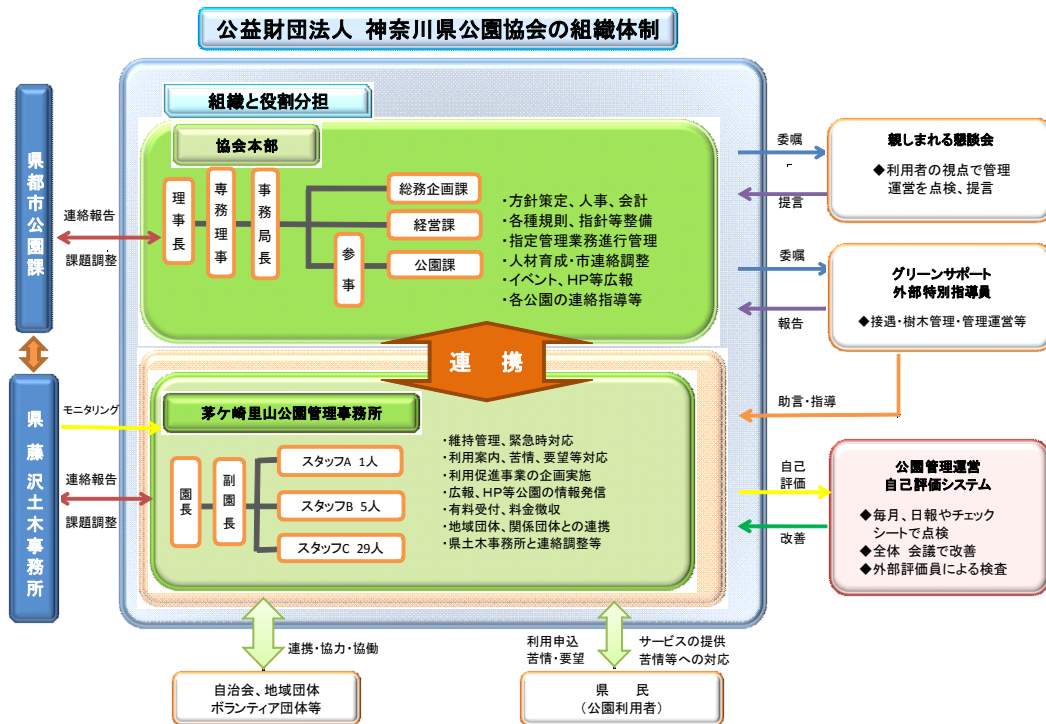 公益財団法人 神奈川県公園協会の組織体制
組織と役割分担
協会本部
理事長
専務理事
事務局長
参事
総務企画課
経営課
公園課
・方針策定、人事、会計
・各種規則、指針等整備
・指定管理業務進行管理
・人材育成・市連絡調整
・イベント、HP等広報
・各公園の連絡指導等
県都市公園課
連絡報告
課題調整
県藤沢土木事務所
モニタリング
連絡報告
課題調整
連 携
茅ケ崎里山公園管理事務所
園長
副園長
スタッフA 1人
スタッフB 5人
スタッフC 29人
・維持管理、緊急時対応
・利用案内、苦情、要望等対応
・利用促進事業の企画実施
・広報、HP等公園の情報発信
・有料受付、料金徴収
・地域団体、関係団体との連携
・県土木事務所と連絡調整等
委嘱
提言
親しまれる懇談会
◆利用者の視点で管理
運営を点検、提言
委嘱
報告
グリーンサポート
外部特別指導員
◆接遇・樹木管理・管理運営等
助言・指導
自己
評価
改善
公園管理運営
自己評価システム
◆毎月、日報やチェック
シートで点検
◆全体 会議で改善
◆外部評価員による検査
連携・協力・協働
自治会、地域団体
ボランティア団体等
利用申込
苦情・要望
サービスの提供
苦情等への対応
県 民
(公園利用者)